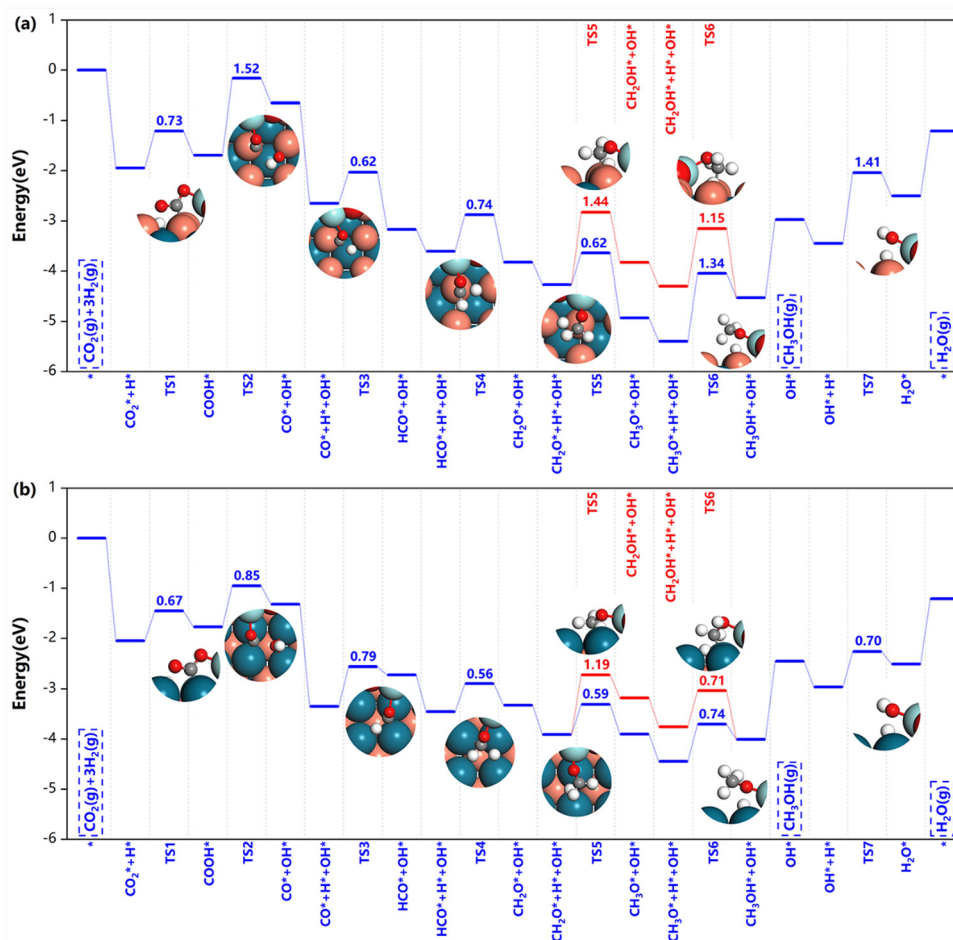 (a)
1
0
-1
-2
-3
-4
-5
-6
Energy(eV)
0.73
1.52
0.62
0.74
1.44
0.62
1.15
1.34
1.41
TS5
CH₂OH*+OH*
CH₂OH*+H*+OH*
TS6
CO₂(g)+3H₂(g)
CH₃OH(g)
H₂O(g)
*
CO₂*+H*
TS1
COOH*
TS2
CO*+OH*
CO*+H*+OH*
TS3
HCO*+OH*
HCO*+H*+OH*
TS4
CH₂O*+OH*
CH₂O*+H*+OH*
TS5
CH₃O*+OH*
CH₃O*+H*+OH*
TS6
CH₃OH*+OH*
OH*
OH*+H*
TS7
H₂O*
*
(b)
1
0
-1
-2
-3
-4
-5
-6
Energy(eV)
0.67
0.85
0.79
0.56
1.19
0.59
0.71
0.74
0.70
TS5
CH₂OH*+OH*
CH₂OH*+H*+OH*
TS6
CO₂(g)+3H₂(g)
CH₃OH(g)
H₂O(g)
*
CO₂*+H*
TS1
COOH*
TS2
CO*+OH*
CO*+H*+OH*
TS3
HCO*+OH*
HCO*+H*+OH*
TS4
CH₂O*+OH*
CH₂O*+H*+OH*
TS5
CH₃O*+OH*
CH₃O*+H*+OH*
TS6
CH₃OH*+OH*
OH*
OH*+H*
TS7
H₂O*
*